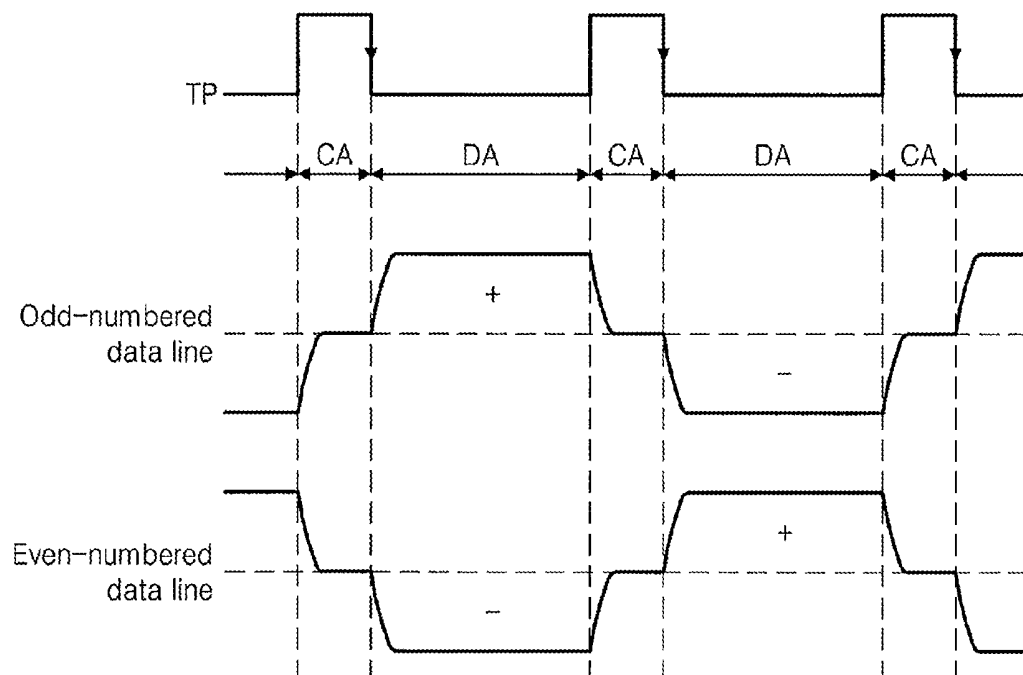 TP
CA DA CA DA CA
+
Odd-numbered
data line
-
+
Even-numbered
data line
-